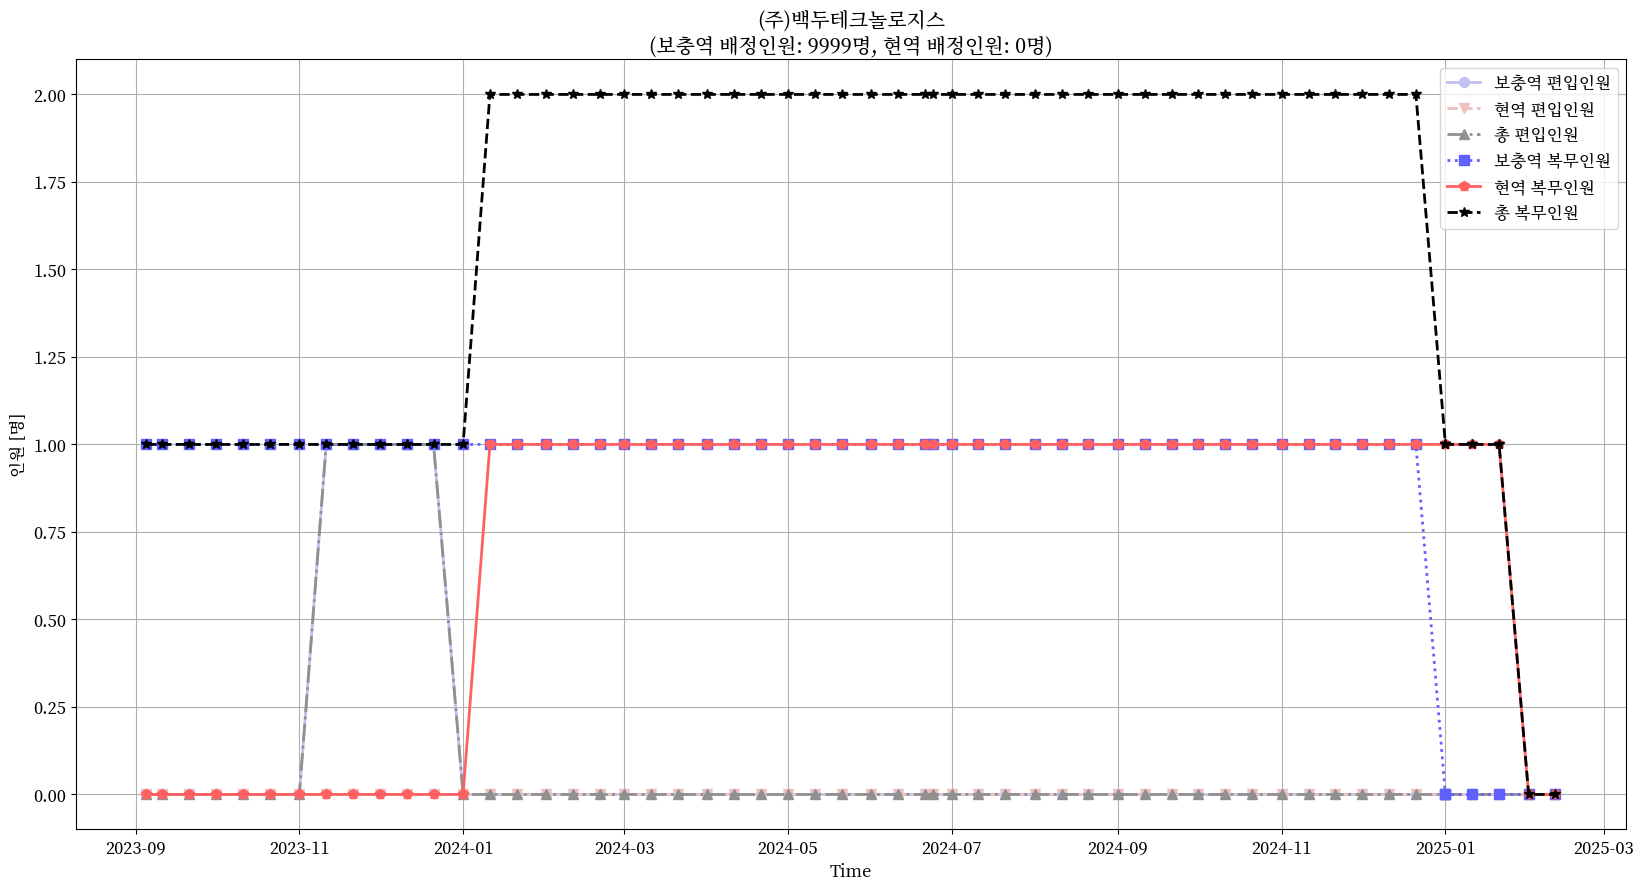 (주)백두테크놀로지스
(보충역 배정인원: 9999명, 현역 배정인원: 0명)
보충역 편입인원
현역 편입인원
총 편입인원
보충역 복무인원
현역 복무인원
총 복무인원
인원 [명]
2.00
1.75
1.50
1.25
1.00
0.75
0.50
0.25
0.00
2023-09 2023-11 2024-01 2024-03 2024-05 2024-07 2024-09 2024-11 2025-01 2025-03
Time